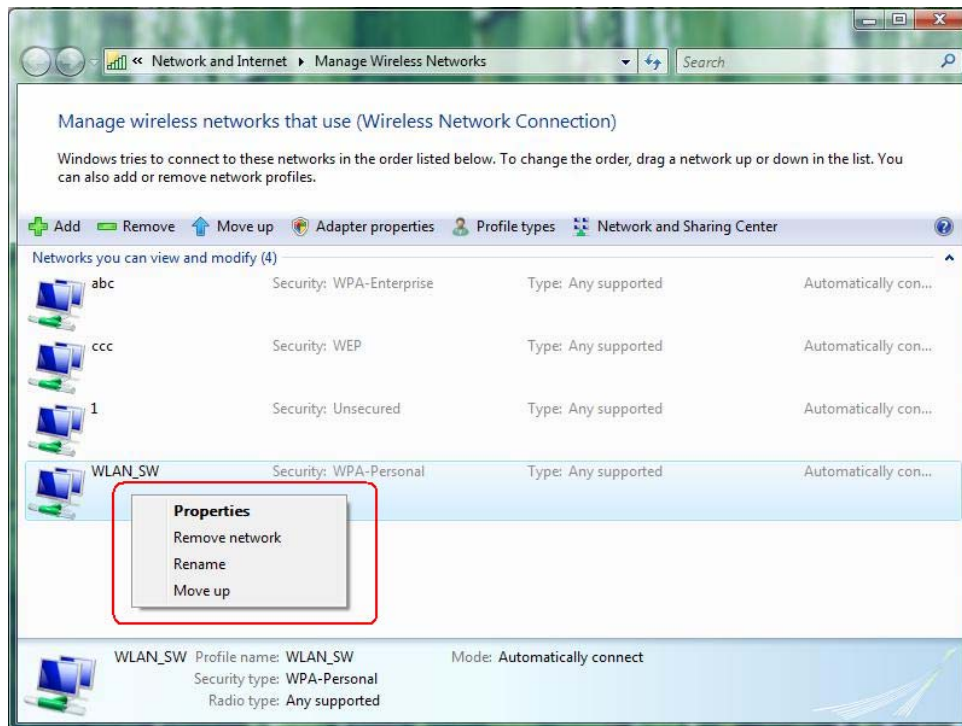 « Network and Internet ▸ Manage Wireless Networks Search
Manage wireless networks that use (Wireless Network Connection)
Windows tries to connect to these networks in the order listed below. To change the order, drag a network up or down in the list. You
can also add or remove network profiles.
Add Remove Move up Adapter properties Profile types Network and Sharing Center
Networks you can view and modify (4)
abc Security: WPA-Enterprise Type: Any supported Automatically con...
ccc Security: WEP Type: Any supported Automatically con...
1 Security: Unsecured Type: Any supported Automatically con...
WLAN_SW Security: WPA-Personal Type: Any supported Automatically con...
Properties
Remove network
Rename
Move up
WLAN_SW Profile name: WLAN_SW Mode: Automatically connect
Security type: WPA-Personal
Radio type: Any supported